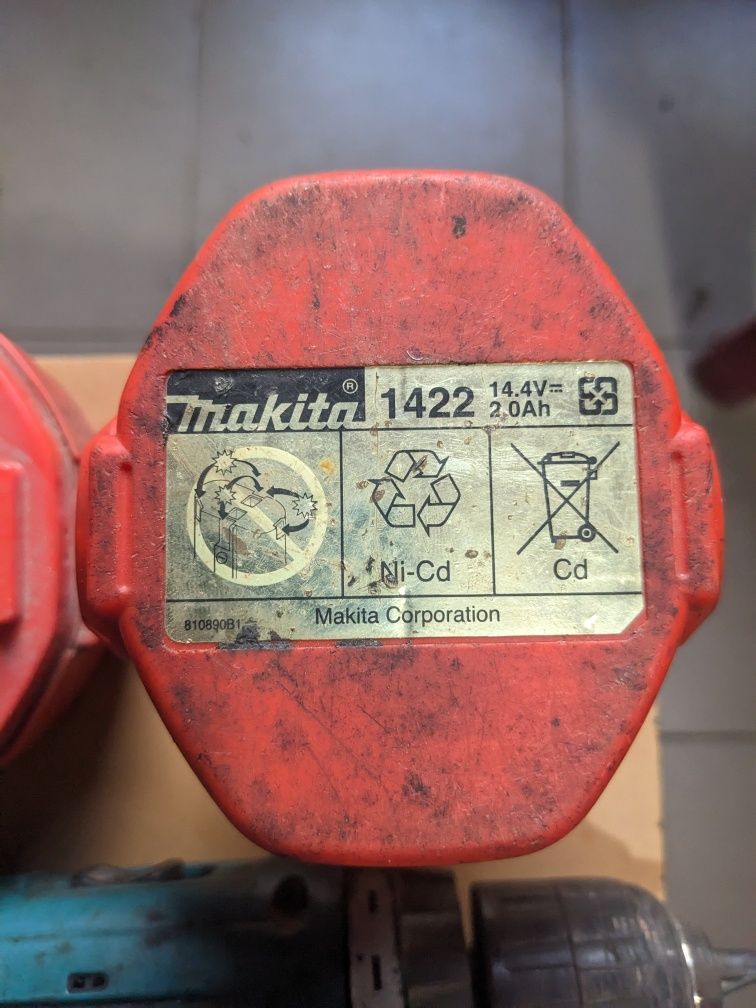 makita® 1422 14.4V
2.0Ah
Ni-Cd Cd
810890B1
Makita Corporation